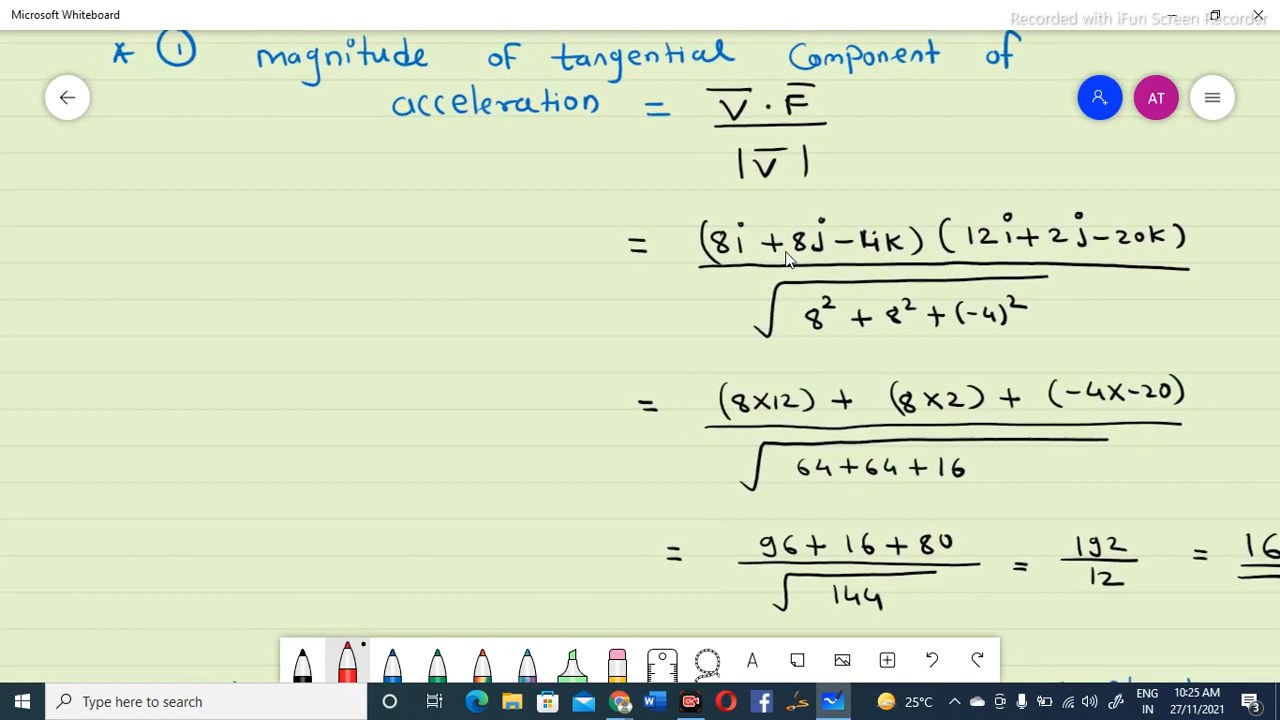 Microsoft Whiteboard
Recorded with iFun Screen Recorder
* ① magnitude of tangential Component of
acceleration = V̅ · F̅
|V̅|
AT
= (8i + 8j - 4k) (12i + 2j - 20k)
√ 8² + 8² + (-4)²
= (8×12) + (8×2) + (-4×-20)
√ 64 + 64 + 16
= 96 + 16 + 80 = 192 = 16
√ 144 12
A
Type here to search
25°C
ENG
IN
10:25 AM
27/11/2021
3